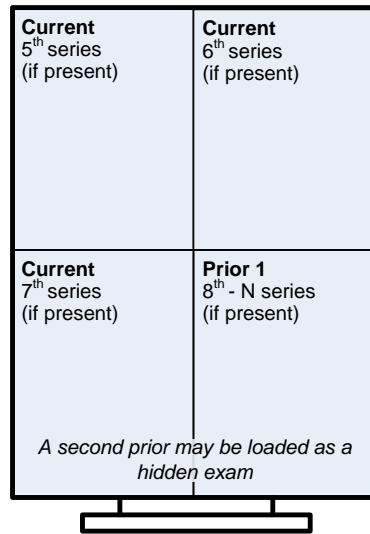 Current
5th series
(if present)
Current
6th series
(if present)
Current
7th series
(if present)
Prior 1
8th - N series
(if present)
A second prior may be loaded as a
hidden exam